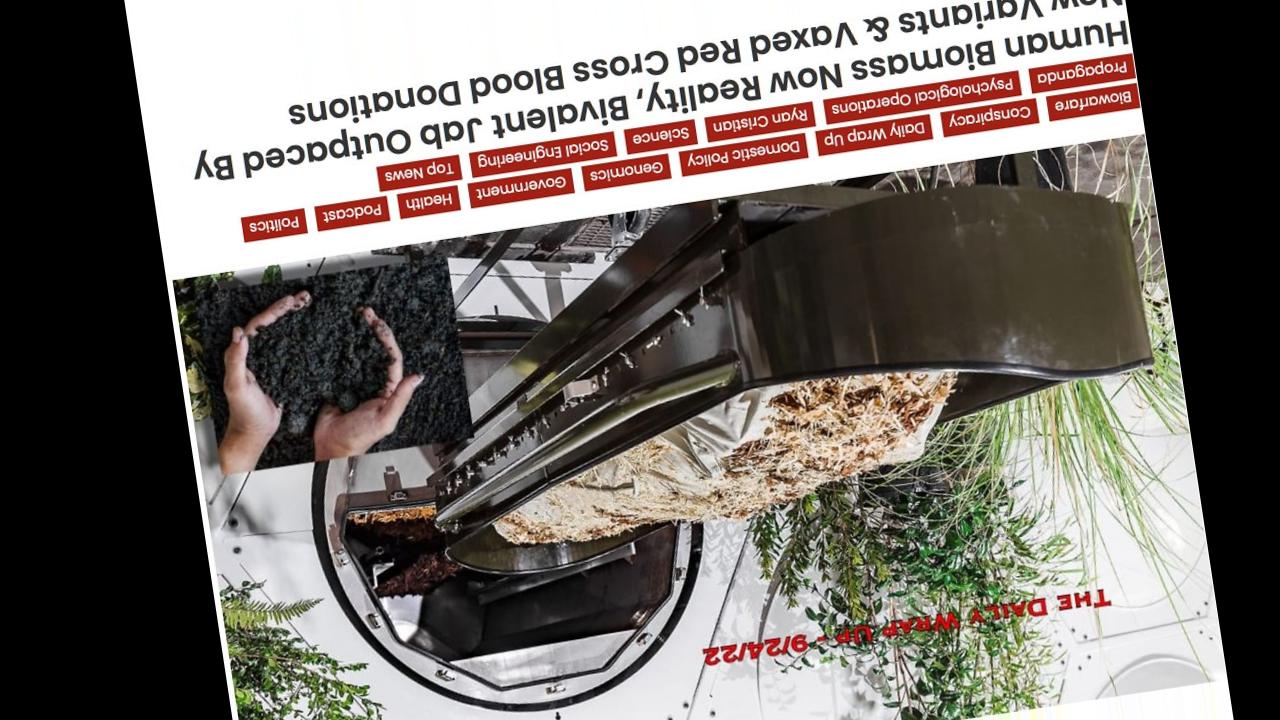 THE DAILY WRAP UP - 9/24/22
Biowarfare Conspiracy Daily Wrap Up Domestic Policy Genomics Government Health Podcast Politics
Propaganda Psychological Operations Ryan Cristian Science Social Engineering Top News
Human Biomass Now Reality, Bivalent Jab Outpaced By
New Variants & Vaxed Red Cross Blood Donations